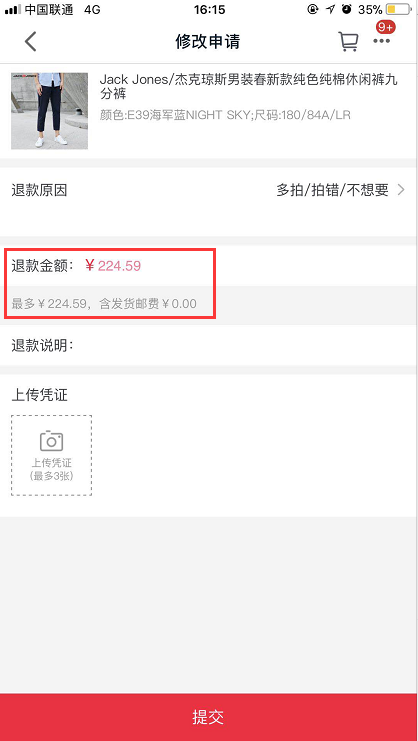 中国联通 4G 16:15 35%
修改申请
9+
Jack Jones/杰克琼斯男装春新款纯色纯棉休闲裤九
分裤
颜色:E39海军蓝NIGHT SKY;尺码:180/84A/LR
退款原因 多拍/拍错/不想要
退款金额：￥224.59
最多￥224.59，含发货邮费￥0.00
退款说明：
上传凭证
上传凭证
(最多3张)
提交